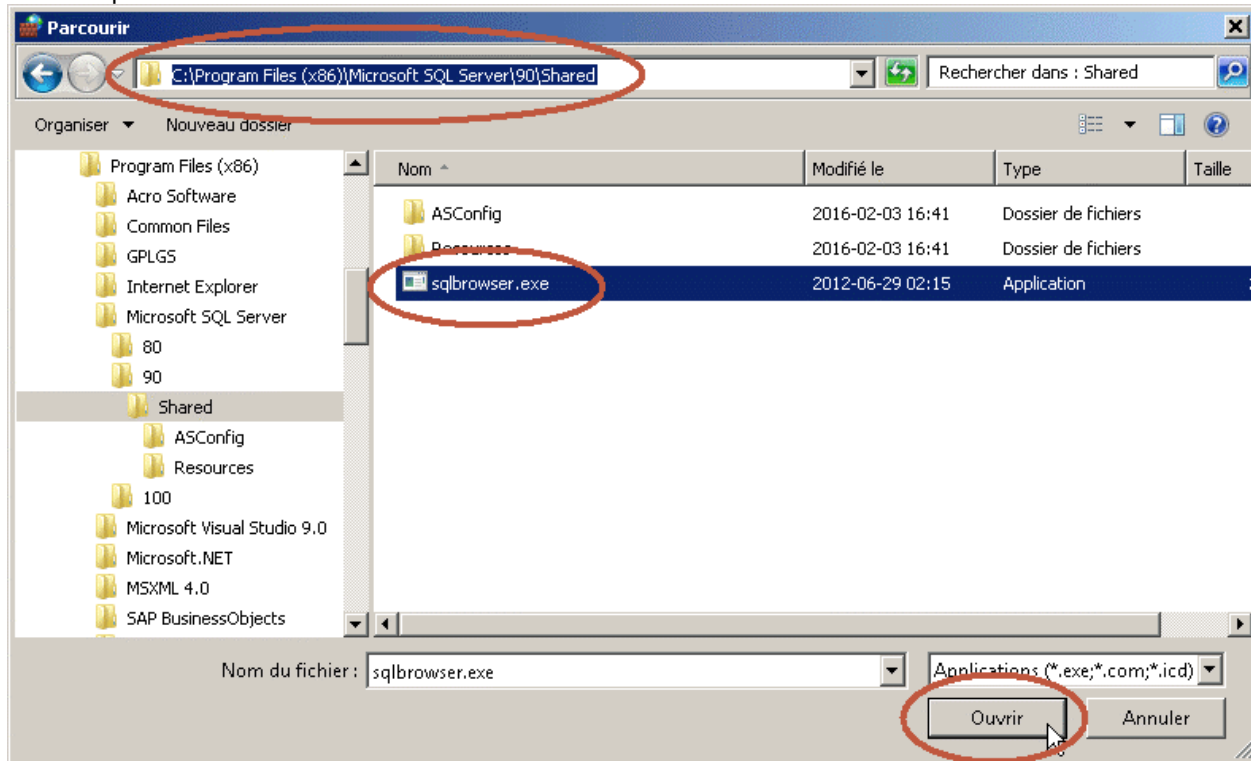 Parcourir
C:\Program Files (x86)\Microsoft SQL Server\90\Shared
Rechercher dans : Shared
Organiser
Nouveau dossier
Program Files (x86)
Acro Software
Common Files
GPLGS
Internet Explorer
Microsoft SQL Server
80
90
Shared
ASConfig
Resources
100
Microsoft Visual Studio 9.0
Microsoft.NET
MSXML 4.0
SAP BusinessObjects
Nom Modifié le Type Taille
ASConfig 2016-02-03 16:41 Dossier de fichiers
Resources 2016-02-03 16:41 Dossier de fichiers
sqlbrowser.exe 2012-06-29 02:15 Application
Nom du fichier : sqlbrowser.exe Applications (*.exe;*.com;*.icd)
Ouvrir Annuler